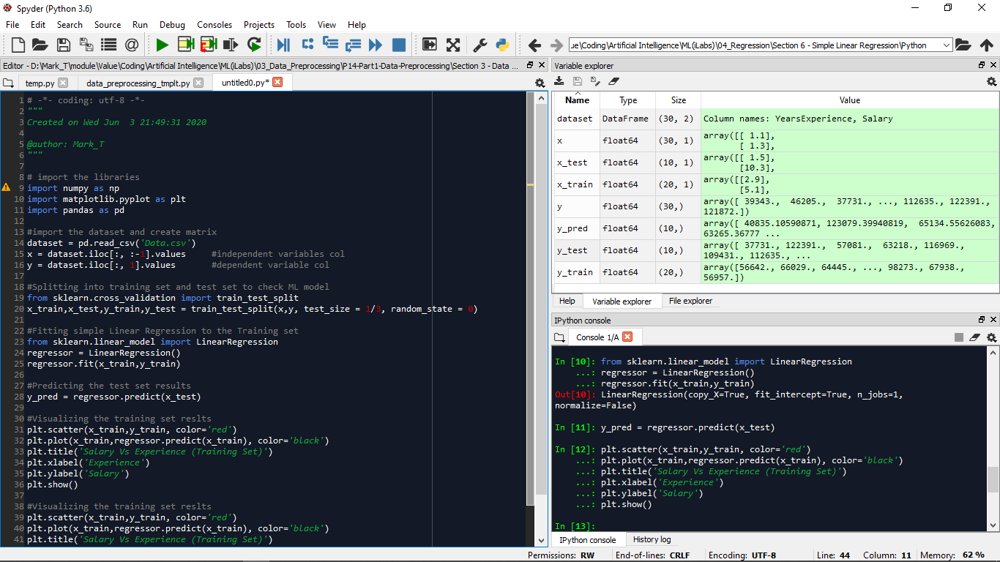 Spyder (Python 3.6)
File Edit Search Source Run Debug Consoles Projects Tools View Help
ue\Coding\Artificial Intelligence\ML(iLabs)\04_Regression\Section 6 - Simple Linear Regression\Python
Editor - D:\Mark_T\module\Value\Coding\Artificial Intelligence\ML(iLabs)\03_Data_Preprocessing\P14-Part1-Data-Preprocessing\Section 3 - Data ...
temp.py data_preprocessing_tmplt.py untitled0.py*
1 # -*- coding: utf-8 -*-
2 """
3 Created on Wed Jun  3 21:49:31 2020
4
5 @author: Mark_T
6 """
7
8 # import the libraries
9 import numpy as np
10 import matplotlib.pyplot as plt
11 import pandas as pd
12
13 #import the dataset and create matrix
14 dataset = pd.read_csv('Data.csv')
15 x = dataset.iloc[:, :-1].values     #independent variables col
16 y = dataset.iloc[:, 1].values       #dependent variable col
17
18 #Splitting into training set and test set to check ML model
19 from sklearn.cross_validation import train_test_split
20 x_train,x_test,y_train,y_test = train_test_split(x,y, test_size = 1/3, random_state = 0)
21
22 #Fitting simple Linear Regression to the Training set
23 from sklearn.linear_model import LinearRegression
24 regressor = LinearRegression()
25 regressor.fit(x_train,y_train)
26
27 #Predicting the test set results
28 y_pred = regressor.predict(x_test)
29
30 #Visualizing the training set reslts
31 plt.scatter(x_train,y_train, color='red')
32 plt.plot(x_train,regressor.predict(x_train), color='black')
33 plt.title('Salary Vs Experience (Training Set)')
34 plt.xlabel('Experience')
35 plt.ylabel('Salary')
36 plt.show()
37
38 #Visualizing the training set reslts
39 plt.scatter(x_train,y_train, color='red')
40 plt.plot(x_train,regressor.predict(x_train), color='black')
41 plt.title('Salary Vs Experience (Training Set)')
Variable explorer
Name Type Size Value
dataset DataFrame (30, 2) Column names: YearsExperience, Salary
x float64 (30, 1) array([[ 1.1],
[ 1.3],
x_test float64 (10, 1) array([[ 1.5],
[10.3],
x_train float64 (20, 1) array([[2.9],
[5.1],
y float64 (30,) array([ 39343.,  46205.,  37731., ..., 112635., 122391.,
121872.])
y_pred float64 (10,) array([ 40835.10590871, 123079.39940819,  65134.55626083,
63265.36777 ...
y_test float64 (10,) array([ 37731., 122391.,  57081.,  63218., 116969.,
109431., 112635., ...
y_train float64 (20,) array([56642., 66029., 64445., ..., 98273., 67938.,
56957.])
Help Variable explorer File explorer
IPython console
Console 1/A
In [10]: from sklearn.linear_model import LinearRegression
...: regressor = LinearRegression()
...: regressor.fit(x_train,y_train)
Out[10]: LinearRegression(copy_X=True, fit_intercept=True, n_jobs=1,
normalize=False)
In [11]: y_pred = regressor.predict(x_test)
In [12]: plt.scatter(x_train,y_train, color='red')
...: plt.plot(x_train,regressor.predict(x_train), color='black')
...: plt.title('Salary Vs Experience (Training Set)')
...: plt.xlabel('Experience')
...: plt.ylabel('Salary')
...: plt.show()
In [13]:
IPython console History log
Permissions: RW End-of-lines: CRLF Encoding: UTF-8 Line: 44 Column: 11 Memory: 62 %